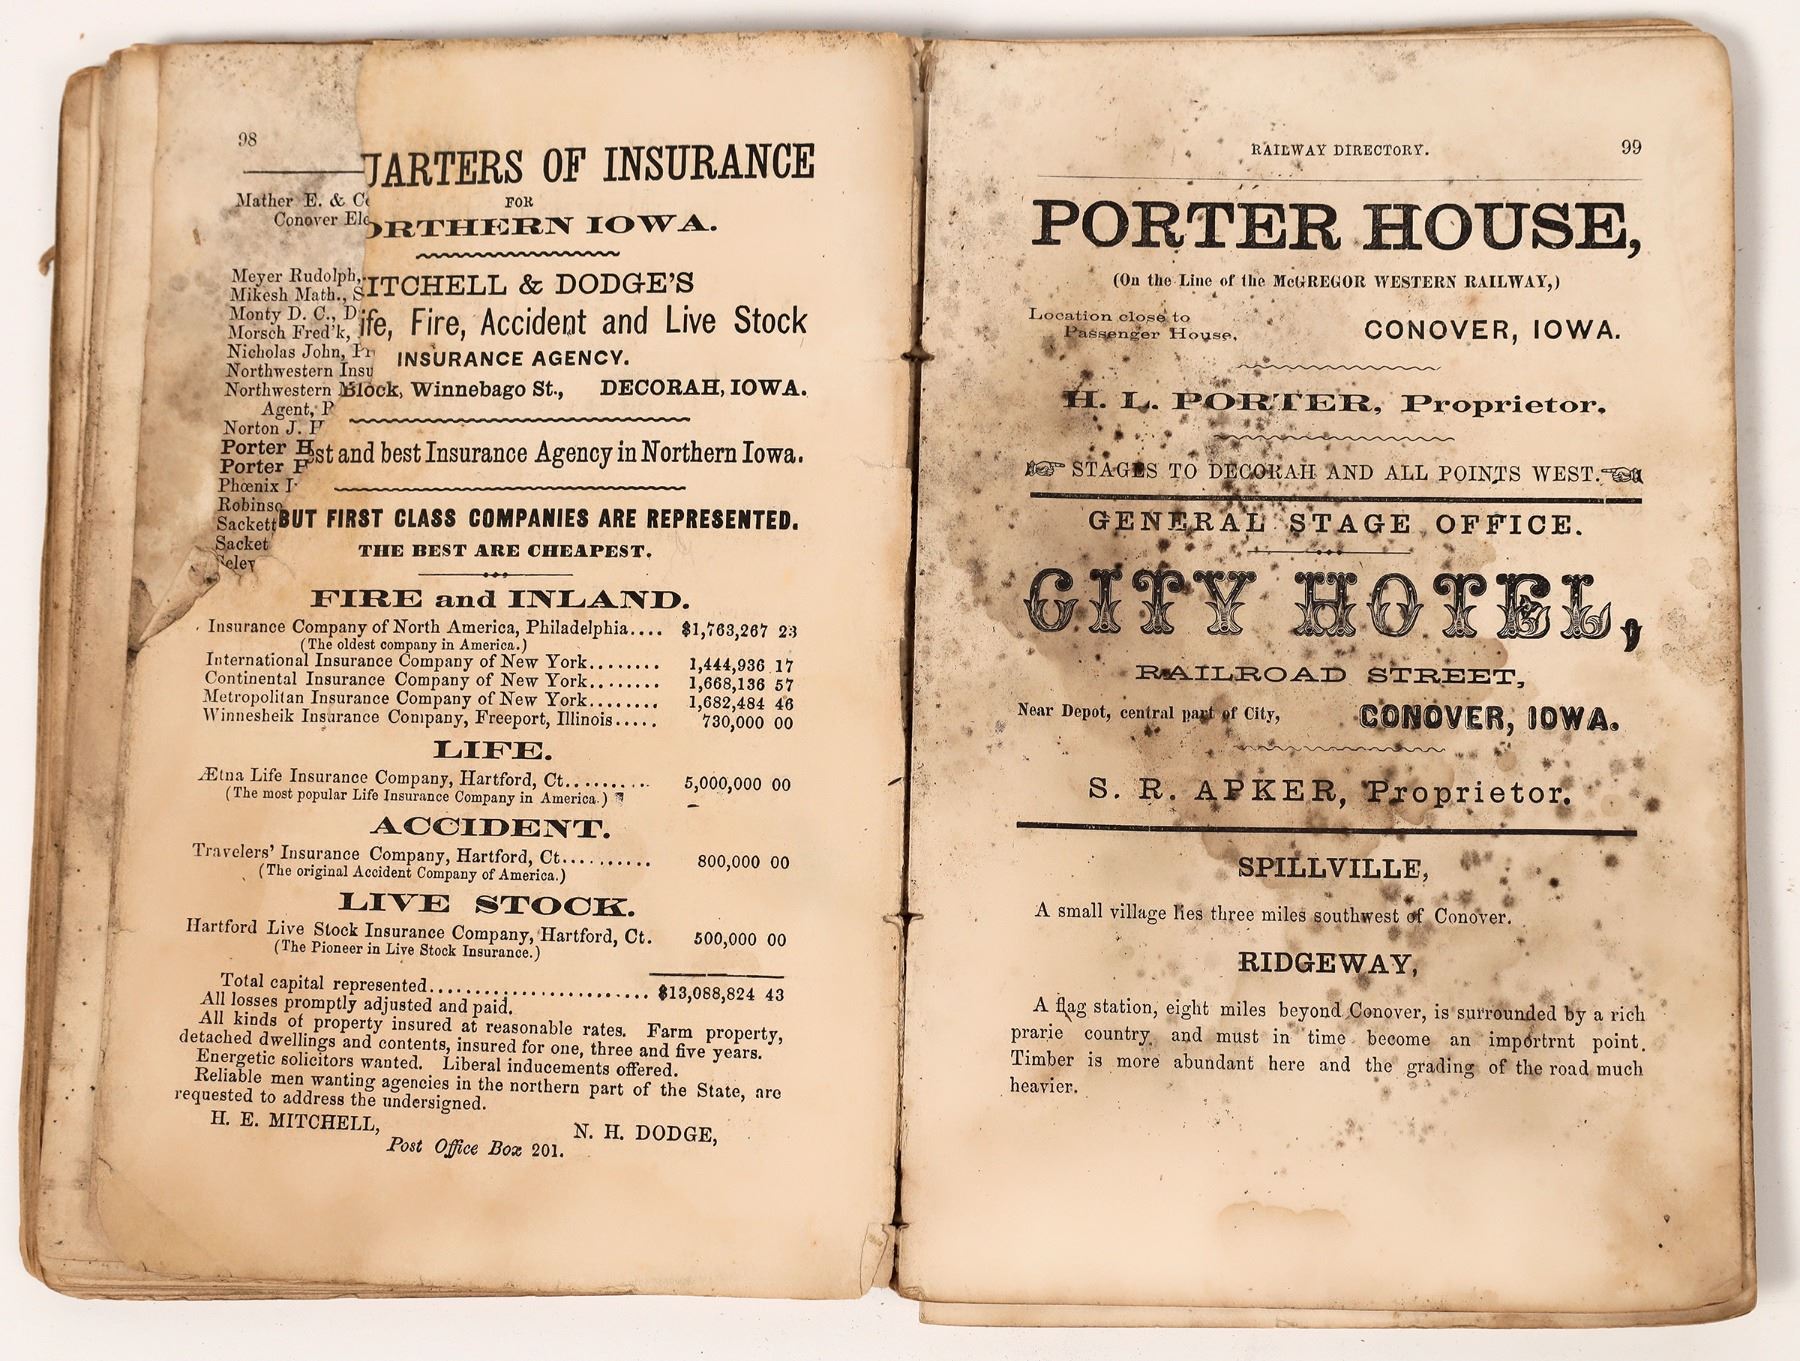 98
Mather E. & Co
Conover Ele
Meyer Rudolph,
Mikesh Math., S
Monty D. C., D
Morsch Fred'k,
Nicholas John, Pr
Northwestern Insu
Northwestern
Agent, P
Norton J. H
Porter H
Porter H
Phœnix I
Robinso
Sackett
Sacket
Seley
UARTERS OF INSURANCE
FOR
ORTHERN IOWA.
ITCHELL & DODGE'S
ife, Fire, Accident and Live Stock
INSURANCE AGENCY.
Block, Winnebago St., DECORAH, IOWA.
est and best Insurance Agency in Northern Iowa.
BUT FIRST CLASS COMPANIES ARE REPRESENTED.
THE BEST ARE CHEAPEST.
FIRE and INLAND.
Insurance Company of North America, Philadelphia.... $1,763,267 23
(The oldest company in America.)
International Insurance Company of New York........ 1,444,936 17
Continental Insurance Company of New York........ 1,668,136 57
Metropolitan Insurance Company of New York........ 1,682,484 46
Winnesheik Insurance Company, Freeport, Illinois..... 730,000 00
LIFE.
Ætna Life Insurance Company, Hartford, Ct.......... 5,000,000 00
(The most popular Life Insurance Company in America.)
ACCIDENT.
Travelers' Insurance Company, Hartford, Ct.......... 800,000 00
(The original Accident Company of America.)
LIVE STOCK.
Hartford Live Stock Insurance Company, Hartford, Ct. 500,000 00
(The Pioneer in Live Stock Insurance.)
Total capital represented.......................... $13,088,824 43
All losses promptly adjusted and paid.
All kinds of property insured at reasonable rates. Farm property,
detached dwellings and contents, insured for one, three and five years.
Energetic solicitors wanted. Liberal inducements offered.
Reliable men wanting agencies in the northern part of the State, are
requested to address the undersigned.
H. E. MITCHELL,
N. H. DODGE,
Post Office Box 201.
RAILWAY DIRECTORY. 99
PORTER HOUSE,
(On the Line of the McGREGOR WESTERN RAILWAY,)
Location close to
Passenger House, CONOVER, IOWA.
H. L. PORTER, Proprietor.
STAGES TO DECORAH AND ALL POINTS WEST.
GENERAL STAGE OFFICE.
CITY HOTEL,
RAILROAD STREET,
Near Depot, central part of City, CONOVER, IOWA.
S. R. APKER, Proprietor.
SPILLVILLE,
A small village lies three miles southwest of Conover.
RIDGEWAY,
A flag station, eight miles beyond Conover, is surrounded by a rich
prarie country and must in time become an importrnt point.
Timber is more abundant here and the grading of the road much
heavier.